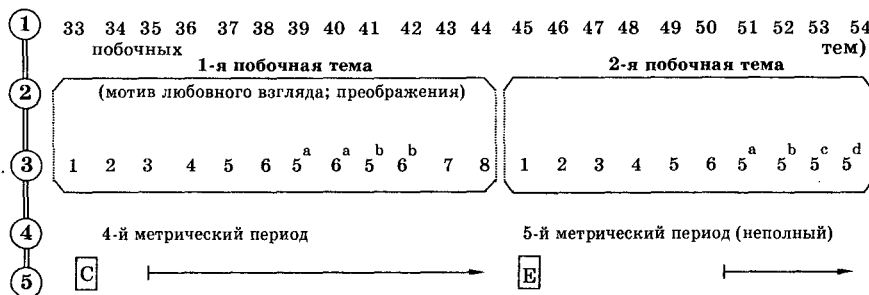 1 33 34 35 36 37 38 39 40 41 42 43 44 45 46 47 48 49 50 51 52 53 54
побочных тем)
1-я побочная тема 2-я побочная тема
2 (мотив любовного взгляда; преображения)
3 1 2 3 4 5 6 5a 6a 5b 6b 7 8 1 2 3 4 5 6 5a 5b 5c 5d
4 4-й метрический период 5-й метрический период (неполный)
5 C E